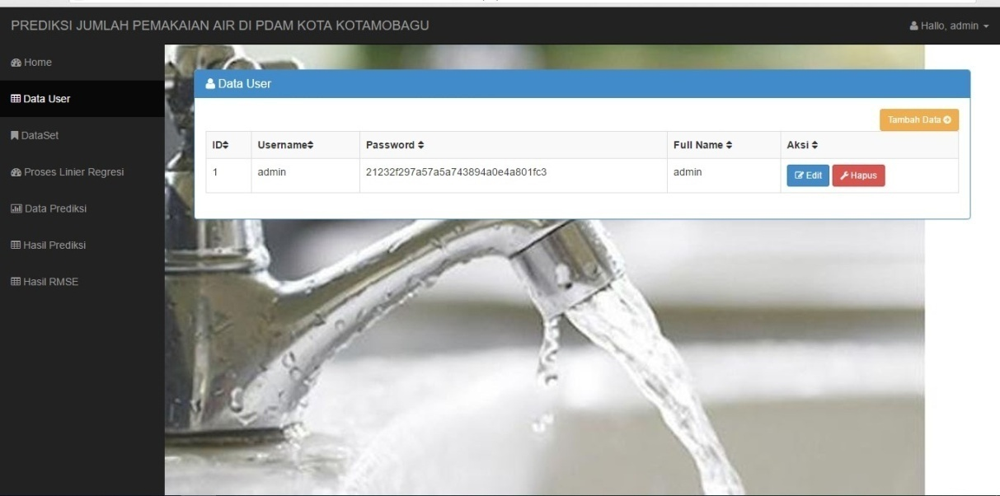 PREDIKSI JUMLAH PEMAKAIAN AIR DI PDAM KOTA KOTAMOBAGU
Hallo, admin
Home
Data User
DataSet
Proses Linier Regresi
Data Prediksi
Hasil Prediksi
Hasil RMSE
Data User
Tambah Data
ID Username Password Full Name Aksi
1 admin 21232f297a57a5a743894a0e4a801fc3 admin Edit Hapus